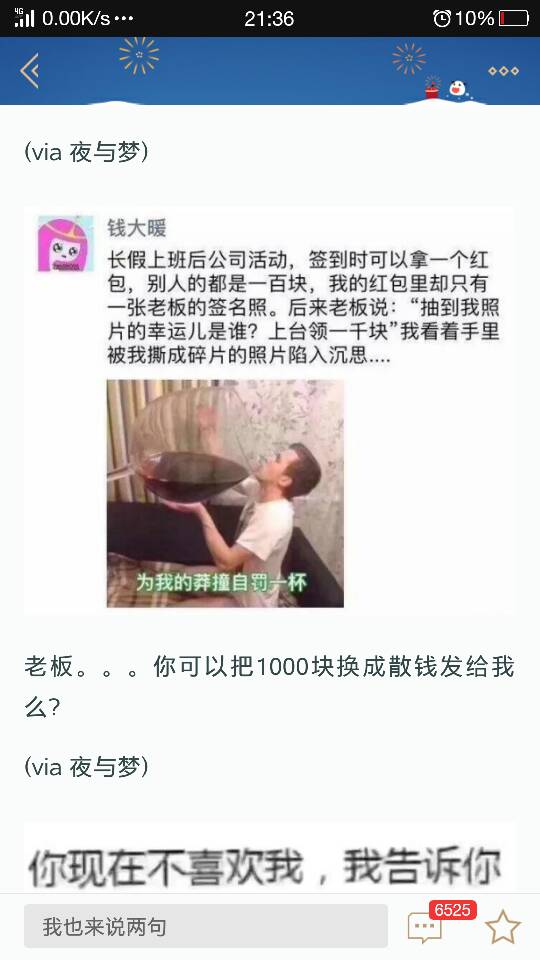 4G 0.00K/s 21:36 10%
(via 夜与梦)
钱大暖
长假上班后公司活动，签到时可以拿一个红
包，别人的都是一百块，我的红包里却只有
一张老板的签名照。后来老板说：“抽到我照
片的幸运儿是谁？上台领一千块”我看着手里
被我撕成碎片的照片陷入沉思....
为我的莽撞自罚一杯
老板。。。你可以把1000块换成散钱发给我
么？
(via 夜与梦)
你现在不喜欢我，我告诉你
我也来说两句
6525